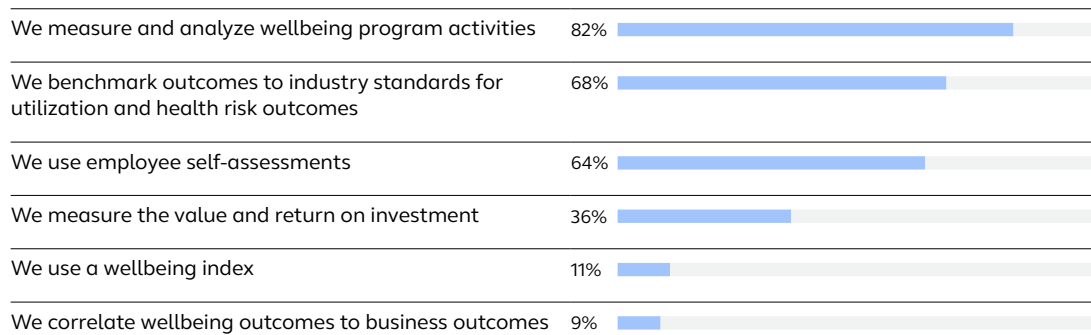 We measure and analyze wellbeing program activities 82%
We benchmark outcomes to industry standards for 68%
utilization and health risk outcomes
We use employee self-assessments 64%
We measure the value and return on investment 36%
We use a wellbeing index 11%
We correlate wellbeing outcomes to business outcomes 9%